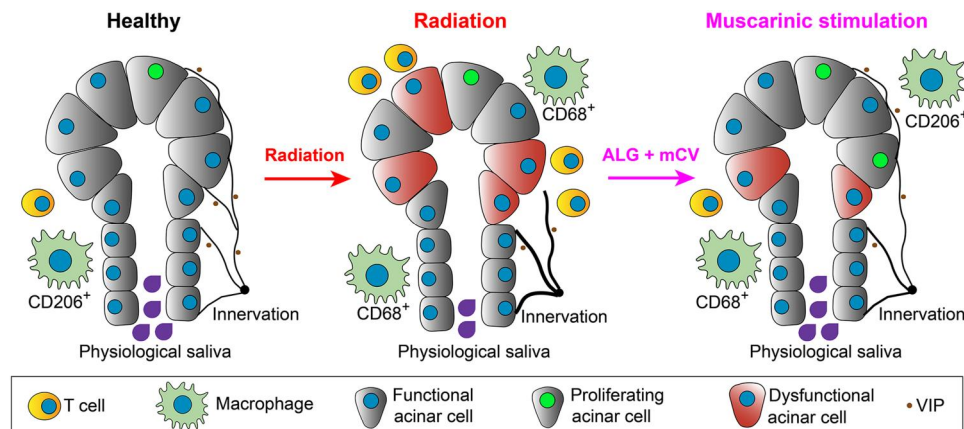 Healthy
Radiation
Muscarinic stimulation
CD68⁺
CD206⁺
Radiation
ALG + mCV
CD206⁺
CD68⁺
CD68⁺
Innervation
Innervation
Innervation
Physiological saliva
Physiological saliva
Physiological saliva
T cell
Macrophage
Functional
acinar cell
Proliferating
acinar cell
Dysfunctional
acinar cell
VIP